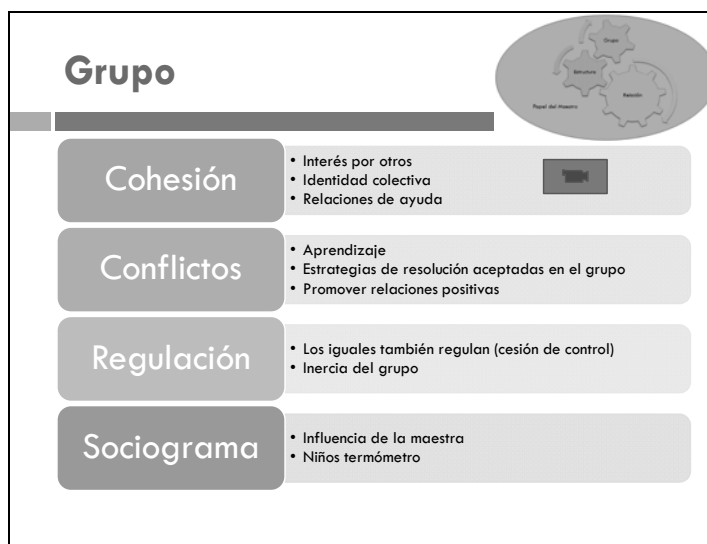 Grupo
Grupo
Estructura
Relación
Papel del Maestro
Cohesión
• Interés por otros
• Identidad colectiva
• Relaciones de ayuda
Conflictos
• Aprendizaje
• Estrategias de resolución aceptadas en el grupo
• Promover relaciones positivas
Regulación
• Los iguales también regulan (cesión de control)
• Inercia del grupo
Sociograma
• Influencia de la maestra
• Niños termómetro